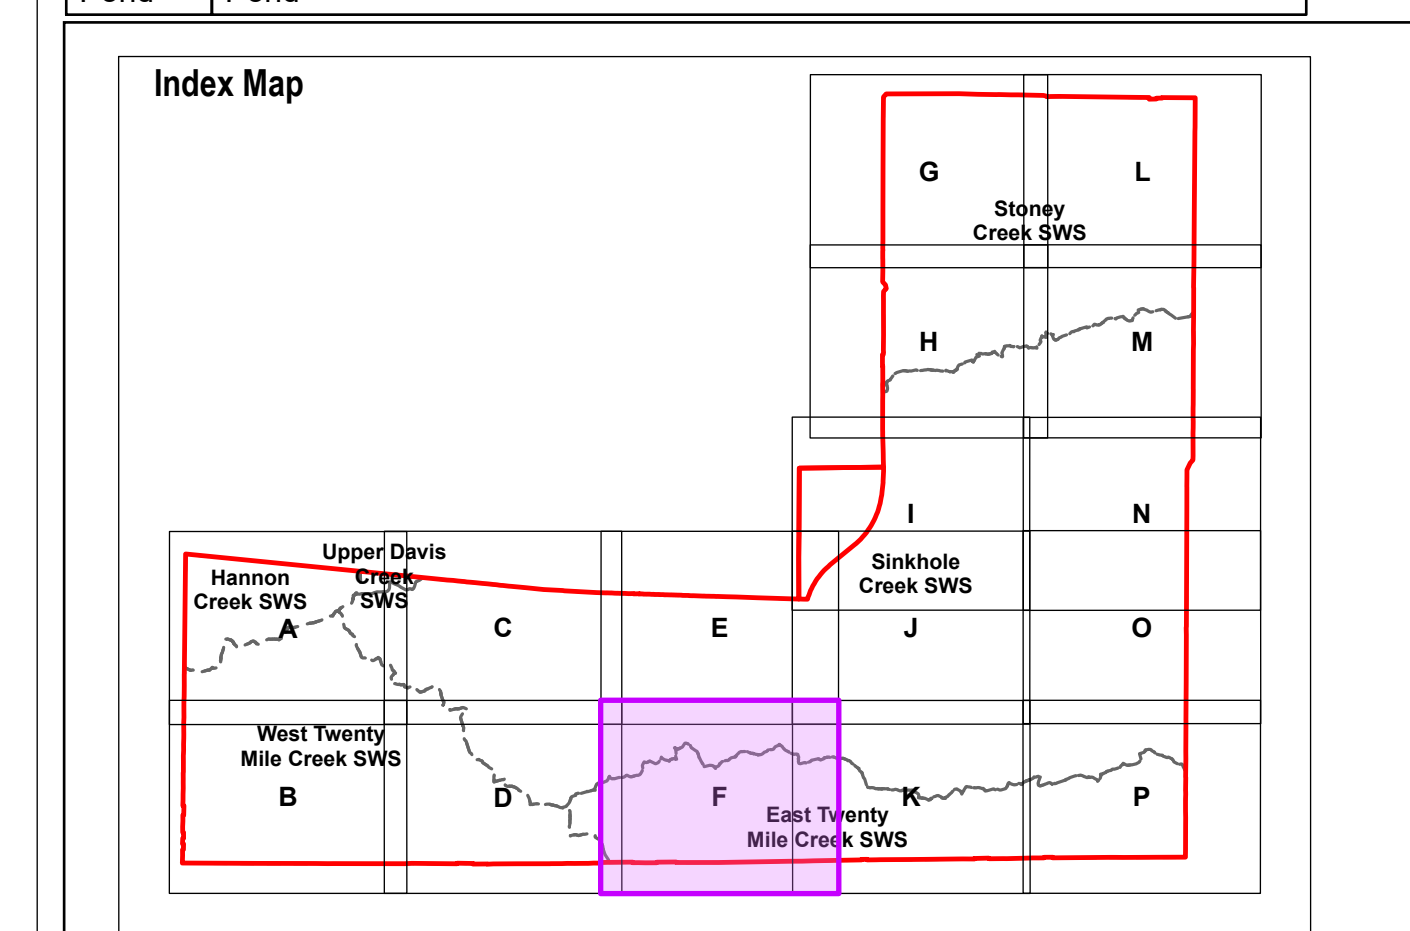 Index Map
G
L
Stoney
Creek SWS
H
M
I
N
Upper Davis
Creek
SWS
Hannon
Creek SWS
Sinkhole
Creek SWS
A
C
E
J
O
West Twenty
Mile Creek SWS
B
D
F
K
P
East Twenty
Mile Creek SWS